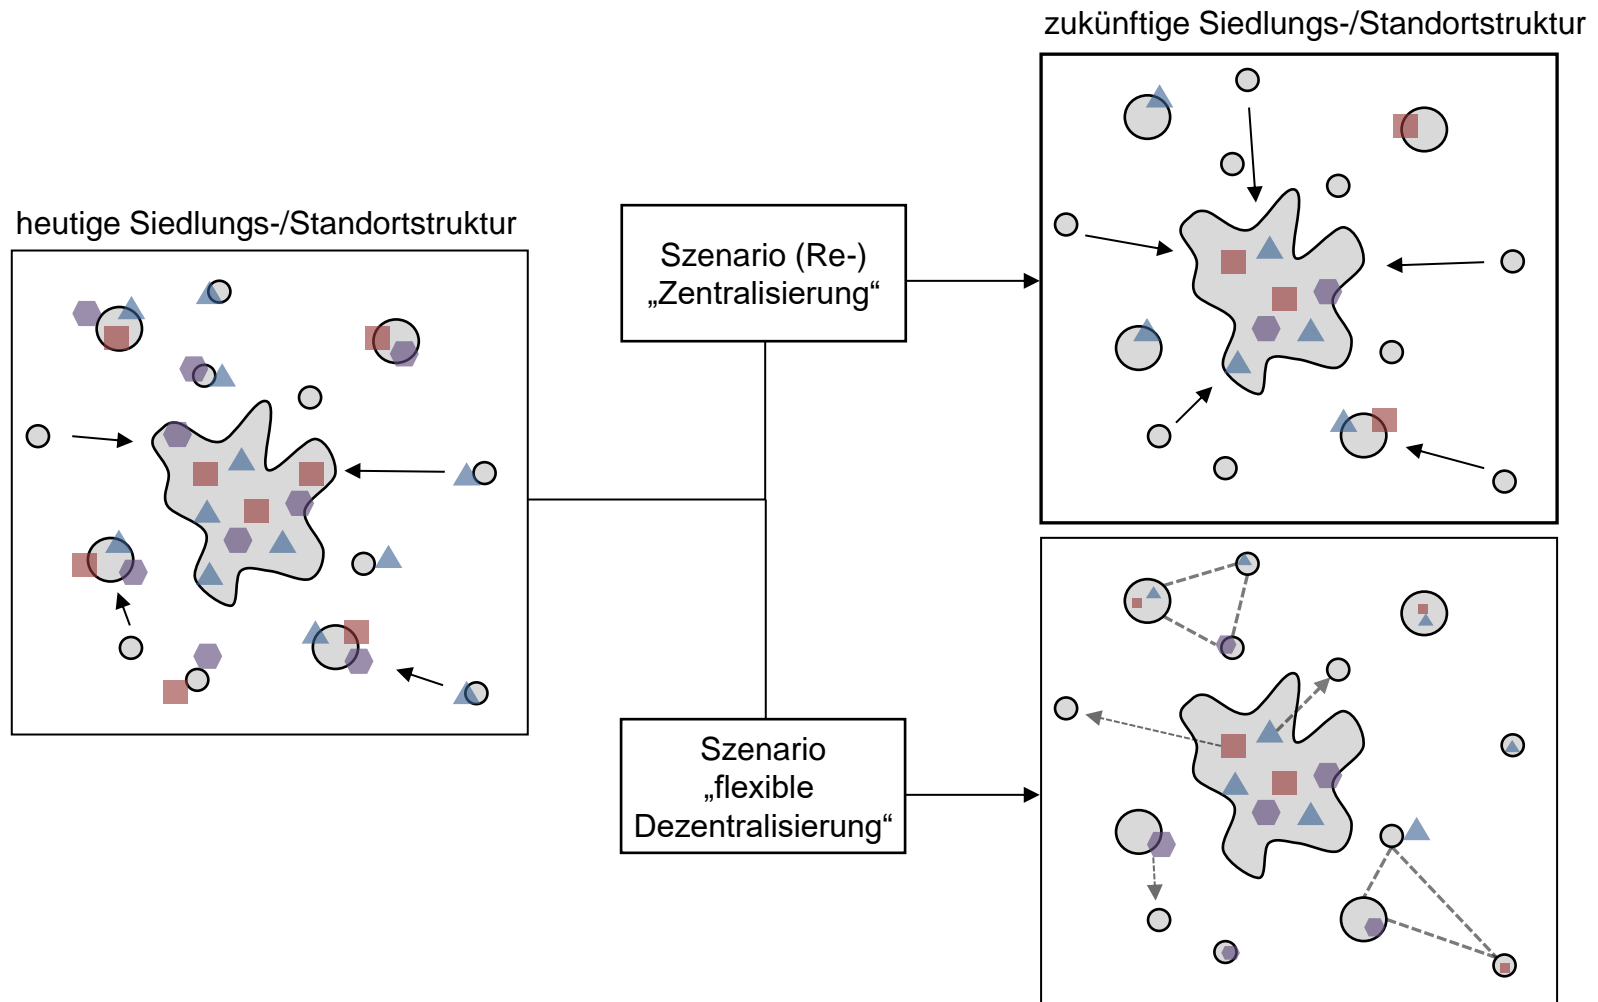 zukünftige Siedlungs-/Standortstruktur
heutige Siedlungs-/Standortstruktur
Szenario (Re-)
„Zentralisierung“
Szenario
„flexible
Dezentralisierung“